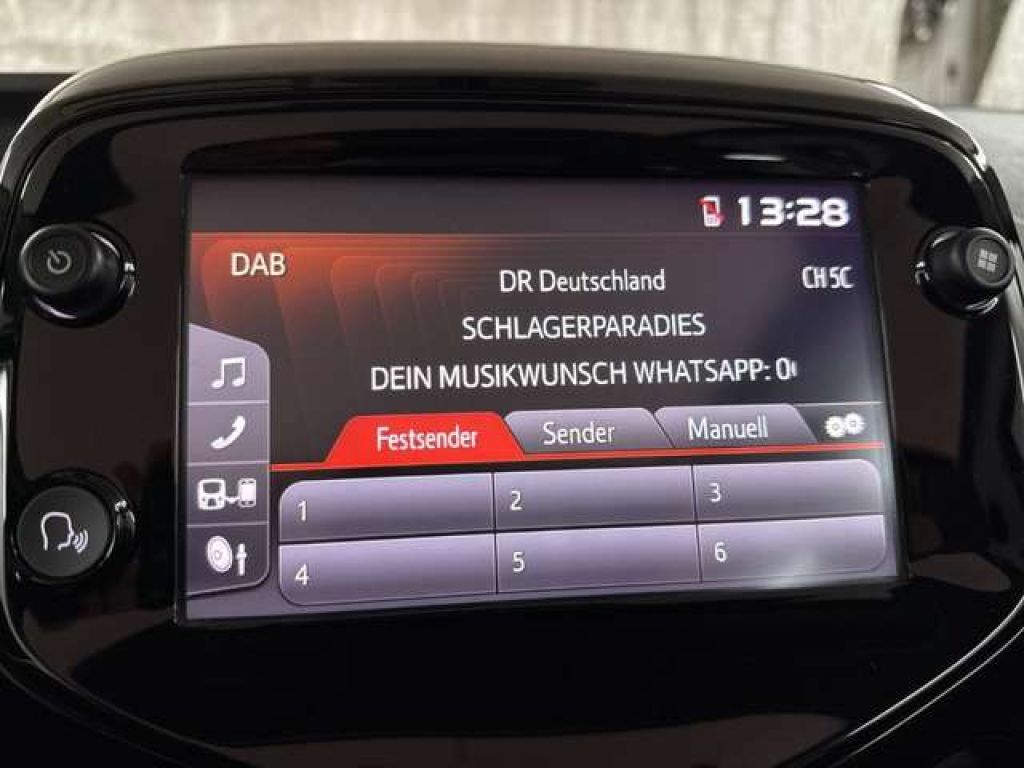 13:28
DAB
DR Deutschland
CH 5C
SCHLAGERPARADIES
DEIN MUSIKWUNSCH WHATSAPP: 0
Festsender
Sender
Manuell
1
2
3
4
5
6